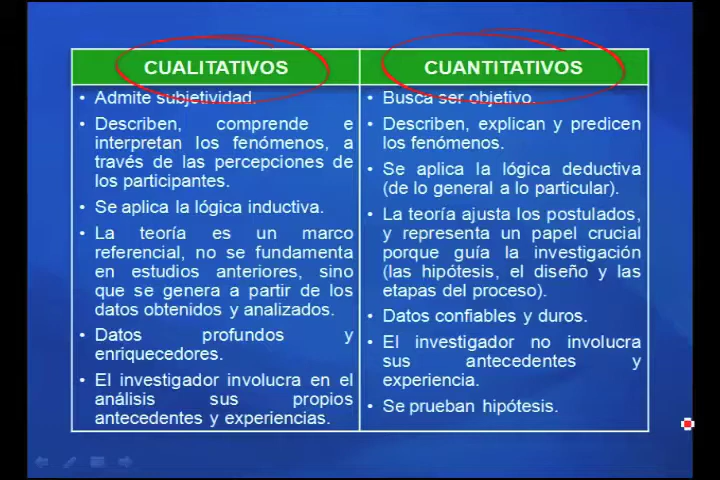 CUALITATIVOS
• Admite subjetividad.
• Describen, comprende e
interpretan los fenómenos, a
través de las percepciones de
los participantes.
• Se aplica la lógica inductiva.
• La teoría es un marco
referencial, no se fundamenta
en estudios anteriores, sino
que se genera a partir de los
datos obtenidos y analizados.
• Datos profundos y
enriquecedores.
• El investigador involucra en el
análisis sus propios
antecedentes y experiencias.
CUANTITATIVOS
• Busca ser objetivo.
• Describen, explican y predicen
los fenómenos.
• Se aplica la lógica deductiva
(de lo general a lo particular).
• La teoría ajusta los postulados,
y representa un papel crucial
porque guía la investigación
(las hipótesis, el diseño y las
etapas del proceso).
• Datos confiables y duros.
• El investigador no involucra
sus antecedentes y
experiencia.
• Se prueban hipótesis.